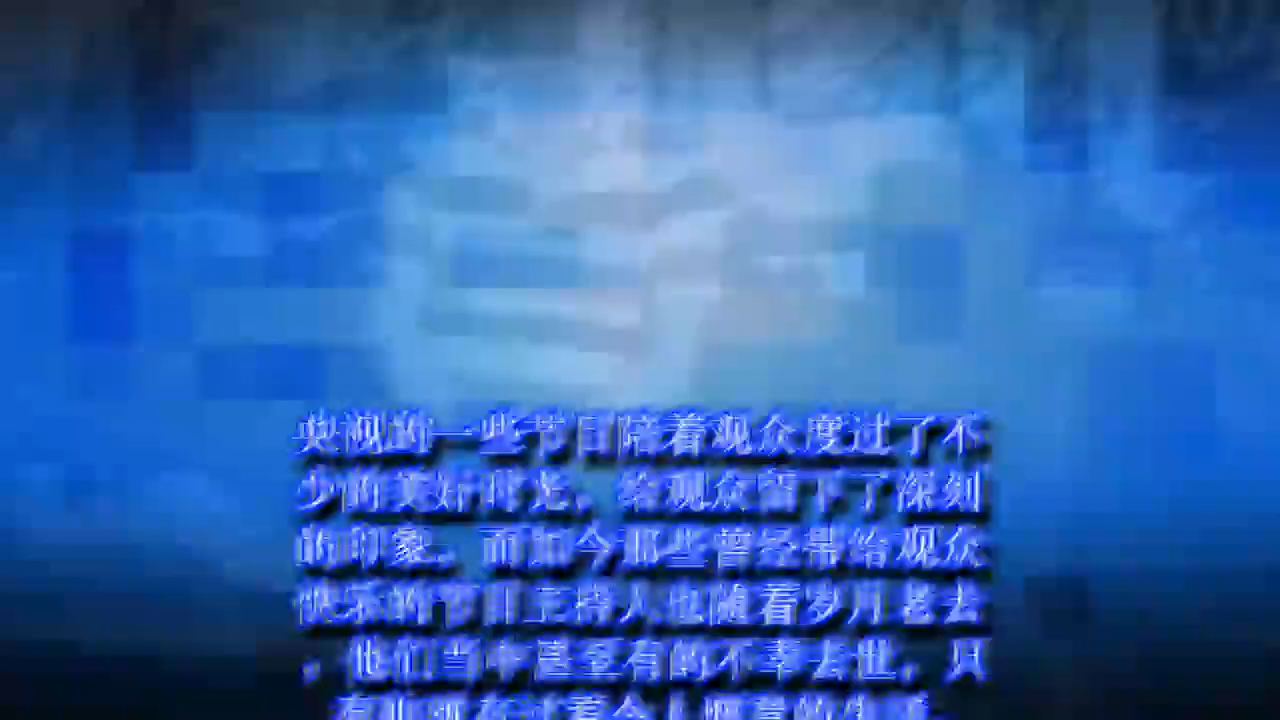 央视的一些节目陪着观众度过了不
少的美好时光，给观众留下了深刻
的印象。而如今那些曾经带给观众
快乐的节目主持人也随着岁月老去
，他们当中甚至有的不幸去世，只
有